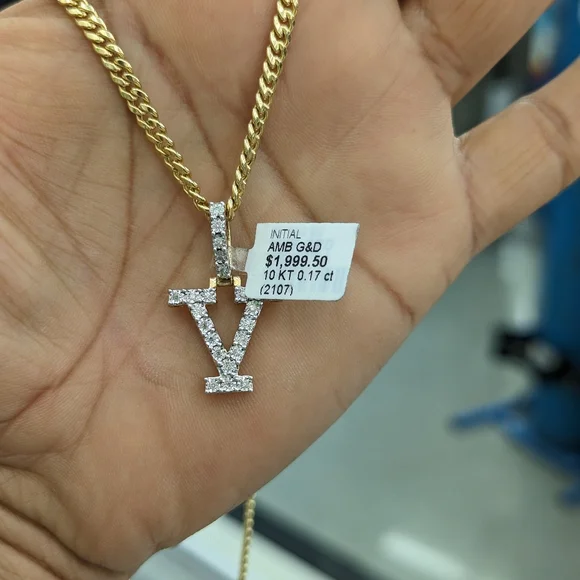 INITIAL
AMB G&D
$1,999.50
10 KT 0.17 ct
(2107)
V